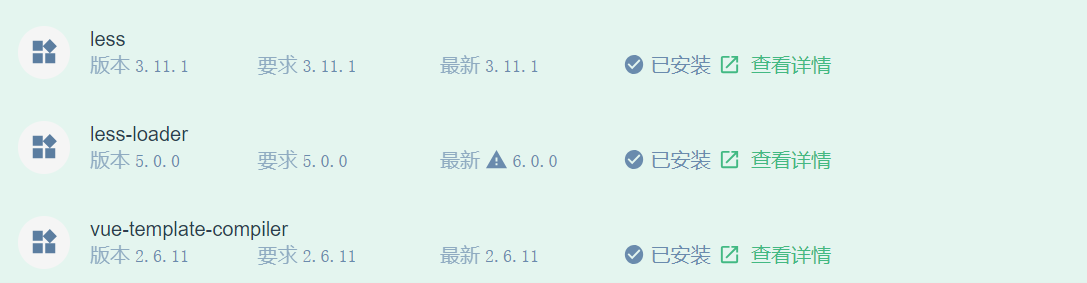 less
版本 3.11.1 要求 3.11.1 最新 3.11.1 已安装 查看详情
less-loader
版本 5.0.0 要求 5.0.0 最新 6.0.0 已安装 查看详情
vue-template-compiler
版本 2.6.11 要求 2.6.11 最新 2.6.11 已安装 查看详情